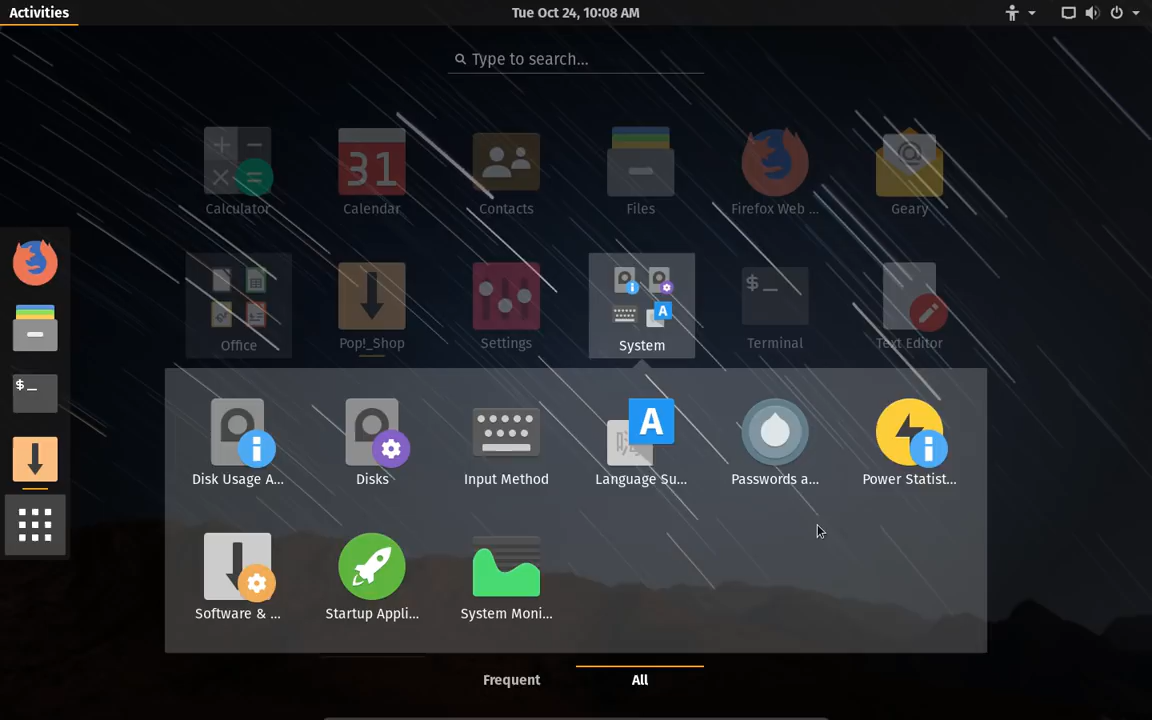 Activities
Tue Oct 24, 10:08 AM
Type to search...
Calculator
31
Calendar
Contacts
Files
Firefox Web ...
Geary
Office
Pop!_Shop
Settings
A
System
$ _
Terminal
Text Editor
$ _
Disk Usage A...
Disks
Input Method
A
Language Su...
Passwords a...
Power Statist...
Software & ...
Startup Appli...
System Moni...
Frequent
All